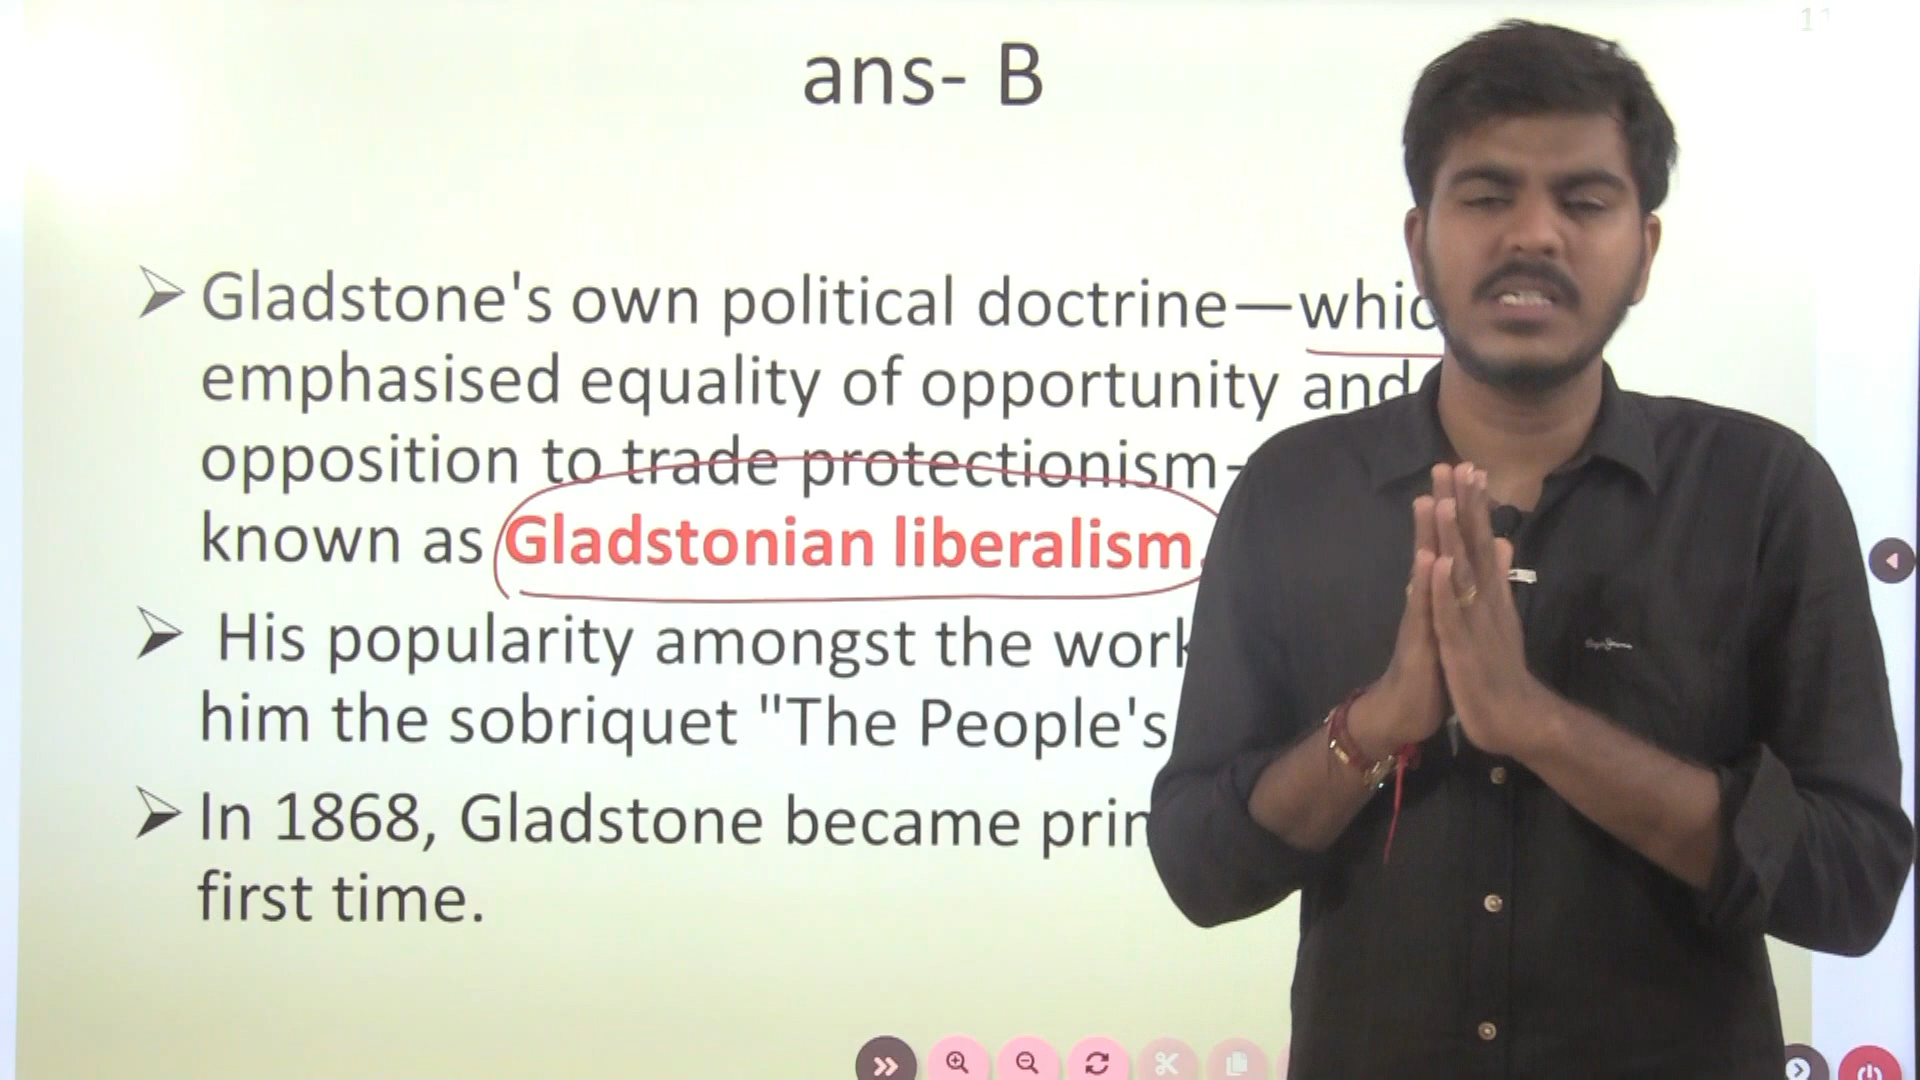 ans- B
Gladstone's own political doctrine—whic
emphasised equality of opportunity and
opposition to trade protectionism-
known as Gladstonian liberalism.
His popularity amongst the work
him the sobriquet "The People's
In 1868, Gladstone became prim
first time.